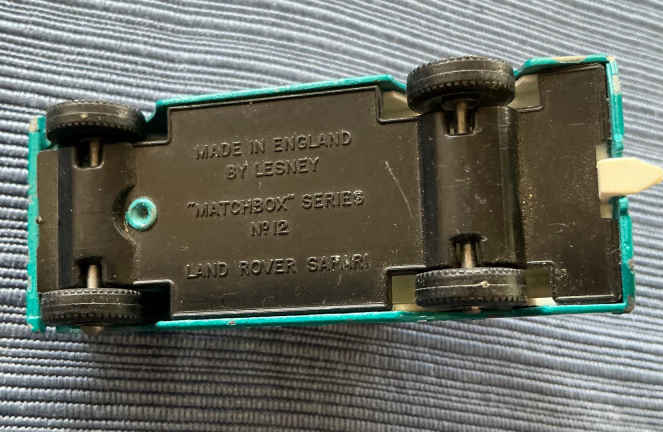 MADE IN ENGLAND
BY LESNEY
"MATCHBOX" SERIES
Nº 12
LAND ROVER SAFARI